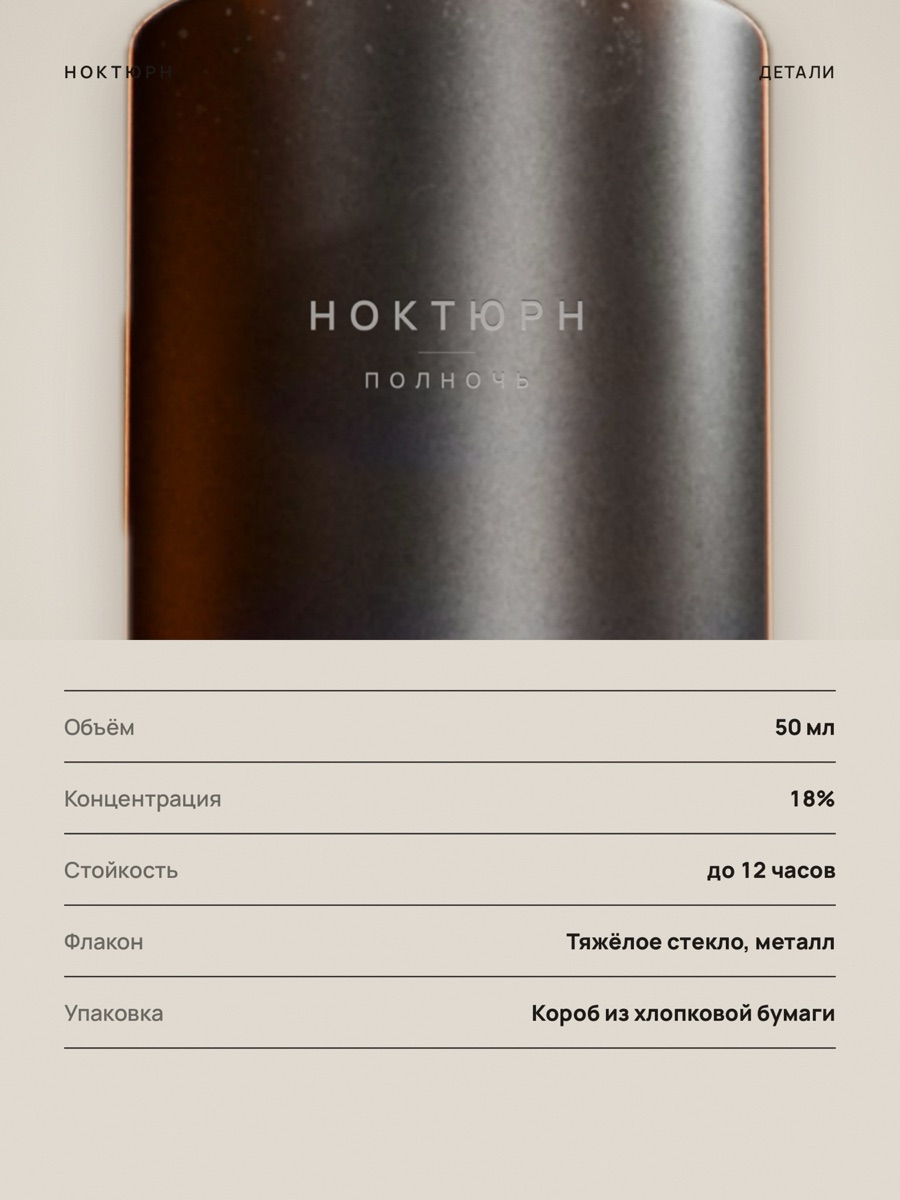 НОКТЮРН
ДЕТАЛИ
НОКТЮРН
ПОЛНОЧЬ
Объём 50 мл
Концентрация 18%
Стойкость до 12 часов
Флакон Тяжёлое стекло, металл
Упаковка Короб из хлопковой бумаги